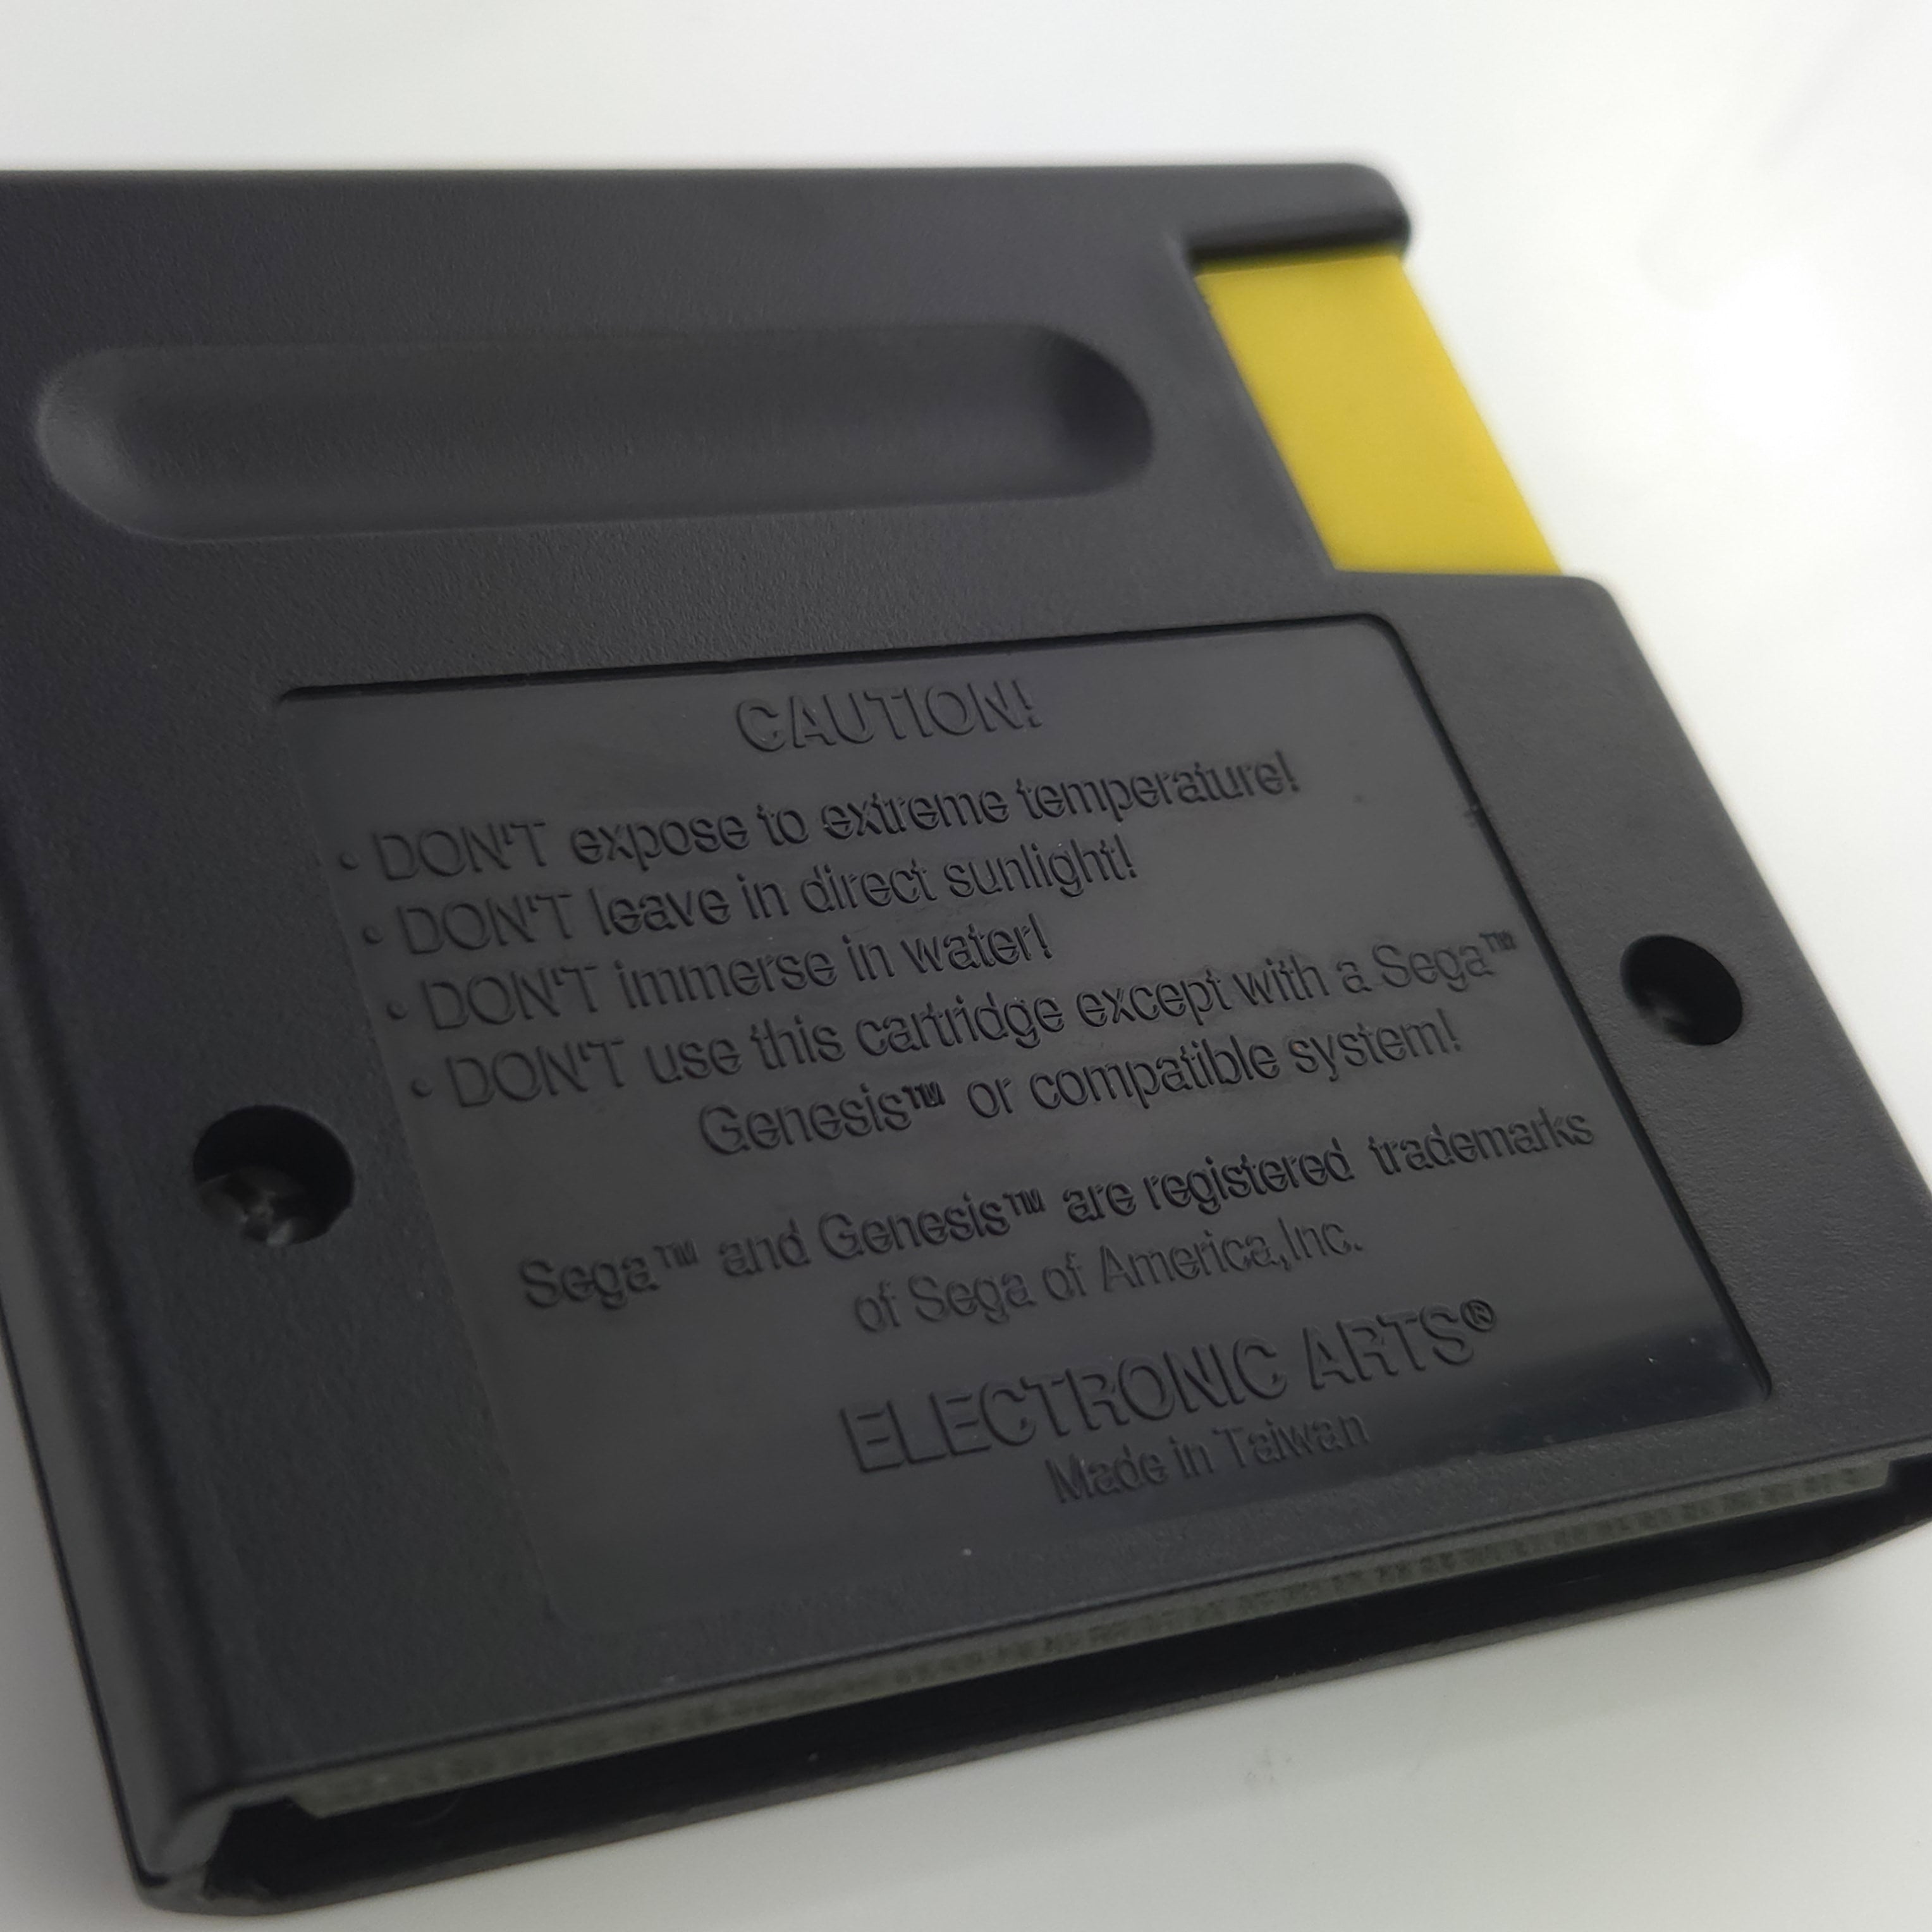 CAUTION!
• DON'T expose to extreme temperature!
• DON'T leave in direct sunlight!
• DON'T immerse in water!
• DON'T use this cartridge except with a Sega™
Genesis™ or compatible system!
Sega™ and Genesis™ are registered trademarks
of Sega of America,Inc.
ELECTRONIC ARTS®
Made in Taiwan